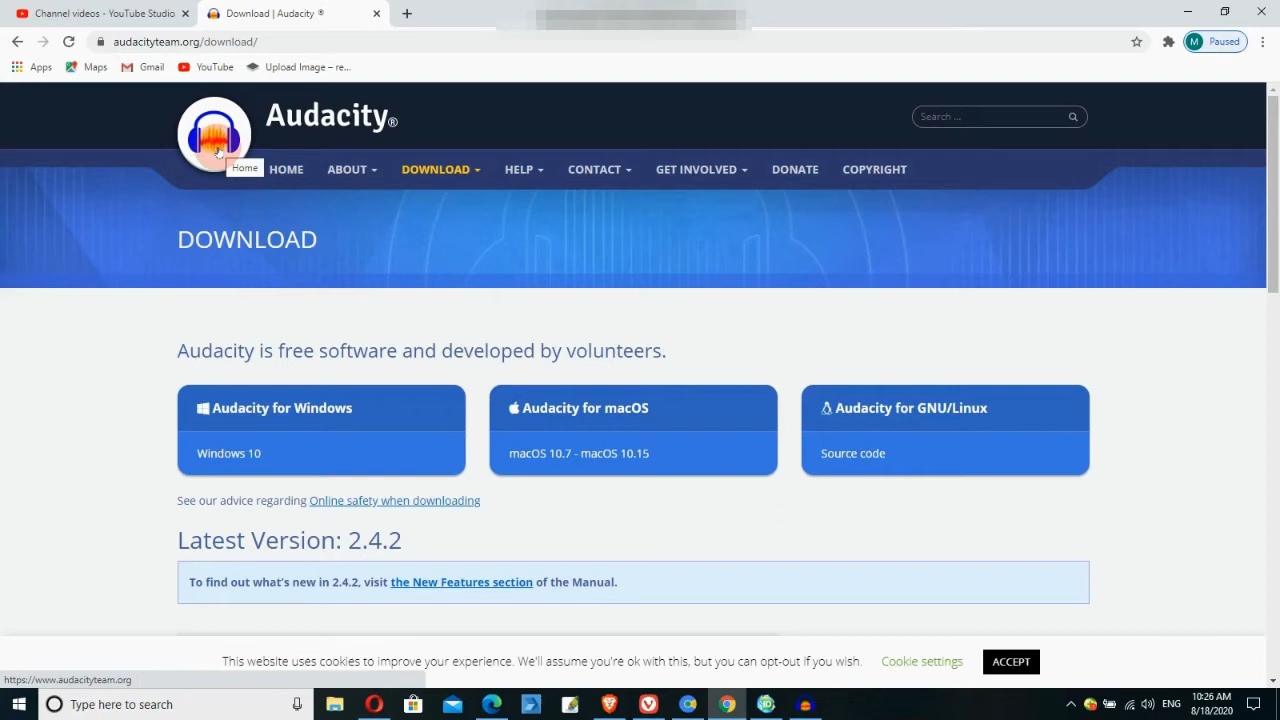 Channel videos - YouTube Studio
Download | Audacity ®
audacityteam.org/download/
M Paused
Apps Maps Gmail YouTube Upload Image – re...
Audacity®
Search ...
Home
HOME ABOUT DOWNLOAD HELP CONTACT GET INVOLVED DONATE COPYRIGHT
DOWNLOAD
Audacity is free software and developed by volunteers.
Audacity for Windows
Windows 10
Audacity for macOS
macOS 10.7 - macOS 10.15
Audacity for GNU/Linux
Source code
See our advice regarding Online safety when downloading
Latest Version: 2.4.2
To find out what's new in 2.4.2, visit the New Features section of the Manual.
This website uses cookies to improve your experience. We'll assume you're ok with this, but you can opt-out if you wish. Cookie settings ACCEPT
https://www.audacityteam.org
Type here to search
ENG
10:26 AM
8/18/2020